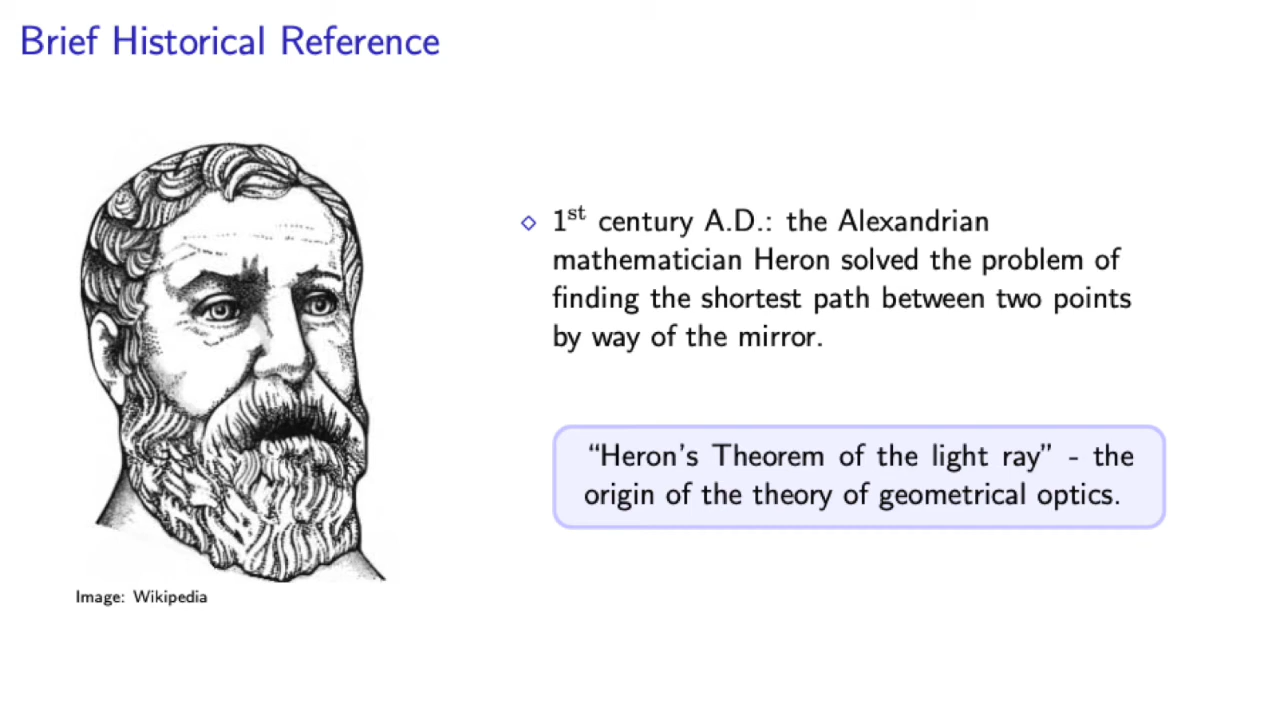 Brief Historical Reference
⋄ 1st century A.D.: the Alexandrian
mathematician Heron solved the problem of
finding the shortest path between two points
by way of the mirror.
“Heron’s Theorem of the light ray” - the
origin of the theory of geometrical optics.
Image: Wikipedia